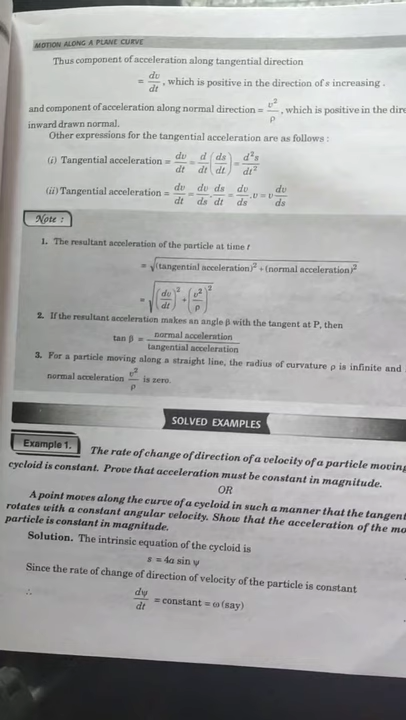 MOTION ALONG A PLANE CURVE
Thus component of acceleration along tangential direction
= dv/dt, which is positive in the direction of s increasing.
and component of acceleration along normal direction = v²/ρ, which is positive in the
inward drawn normal.
Other expressions for the tangential acceleration are as follows :
(i) Tangential acceleration = dv/dt = d/dt (ds/dt) = d²s/dt²
(ii) Tangential acceleration = dv/dt = dv/ds . ds/dt = dv/ds . v = v dv/ds
Note :
1. The resultant acceleration of the particle at time t
= √(tangential acceleration)² + (normal acceleration)²
= √(dv/dt)² + (v²/ρ)²
2. If the resultant acceleration makes an angle β with the tangent at P, then
tan β = normal acceleration / tangential acceleration
3. For a particle moving along a straight line, the radius of curvature ρ is infinite and
normal acceleration v²/ρ is zero.
SOLVED EXAMPLES
Example 1. The rate of change of direction of a velocity of a particle moving
cycloid is constant. Prove that acceleration must be constant in magnitude.
OR
A point moves along the curve of a cycloid in such a manner that the tangent
rotates with a constant angular velocity. Show that the acceleration of the
particle is constant in magnitude.
Solution. The intrinsic equation of the cycloid is
s = 4a sin ψ
Since the rate of change of direction of velocity of the particle is constant
∴ dψ/dt = constant = ω (say)